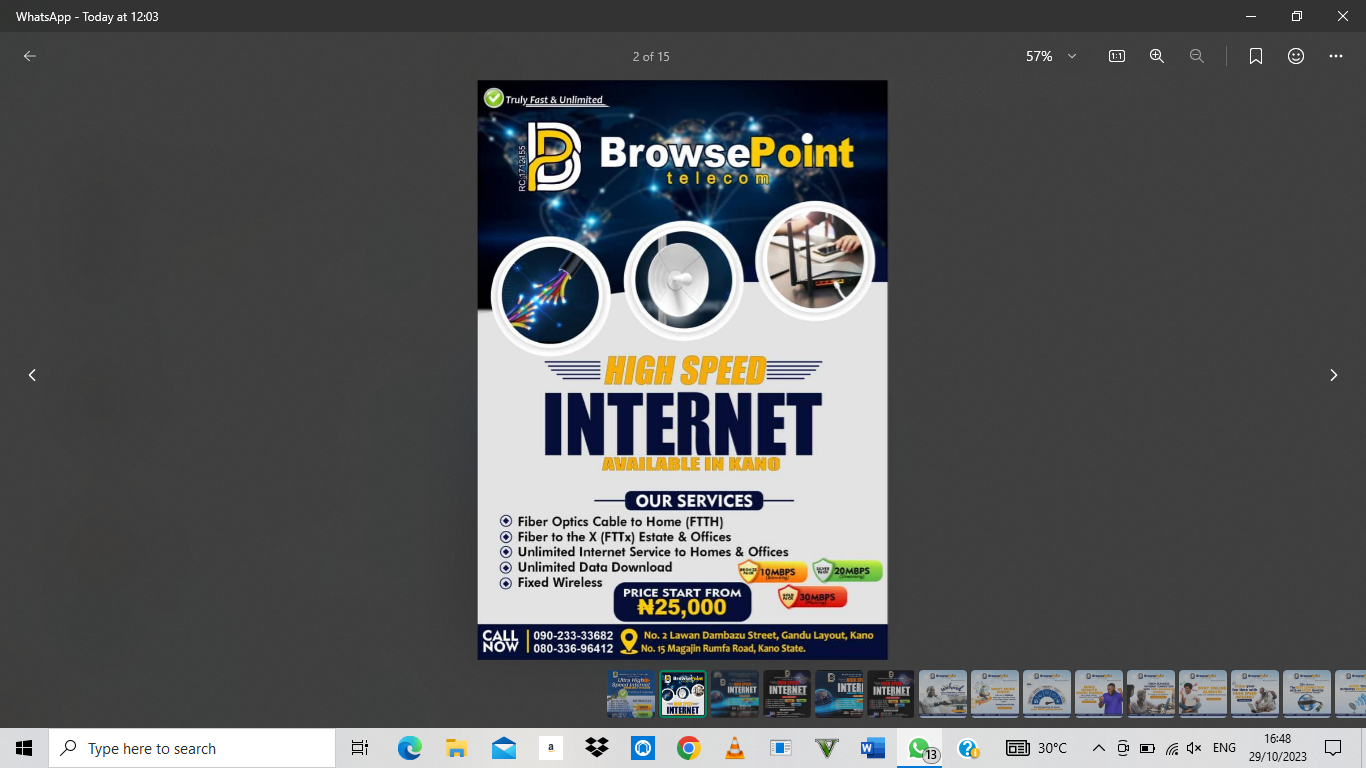 WhatsApp - Today at 12:03
2 of 15
57%
1:1
Truly Fast & Unlimited
RC:1712455
BrowsePoint
telecom
HIGH SPEED
INTERNET
AVAILABLE IN KANO
OUR SERVICES
Fiber Optics Cable to Home (FTTH)
Fiber to the X (FTTx) Estate & Offices
Unlimited Internet Service to Homes & Offices
Unlimited Data Download
Fixed Wireless
10MBPS
20MBPS
30MBPS
PRICE START FROM
₦25,000
CALL NOW
090-233-33682
080-336-96412
No. 2 Lawan Dambazu Street, Gandu Layout, Kano
No. 15 Magajin Rumfa Road, Kano State.
Type here to search
a
W
13
30°C
ENG
16:48
29/10/2023